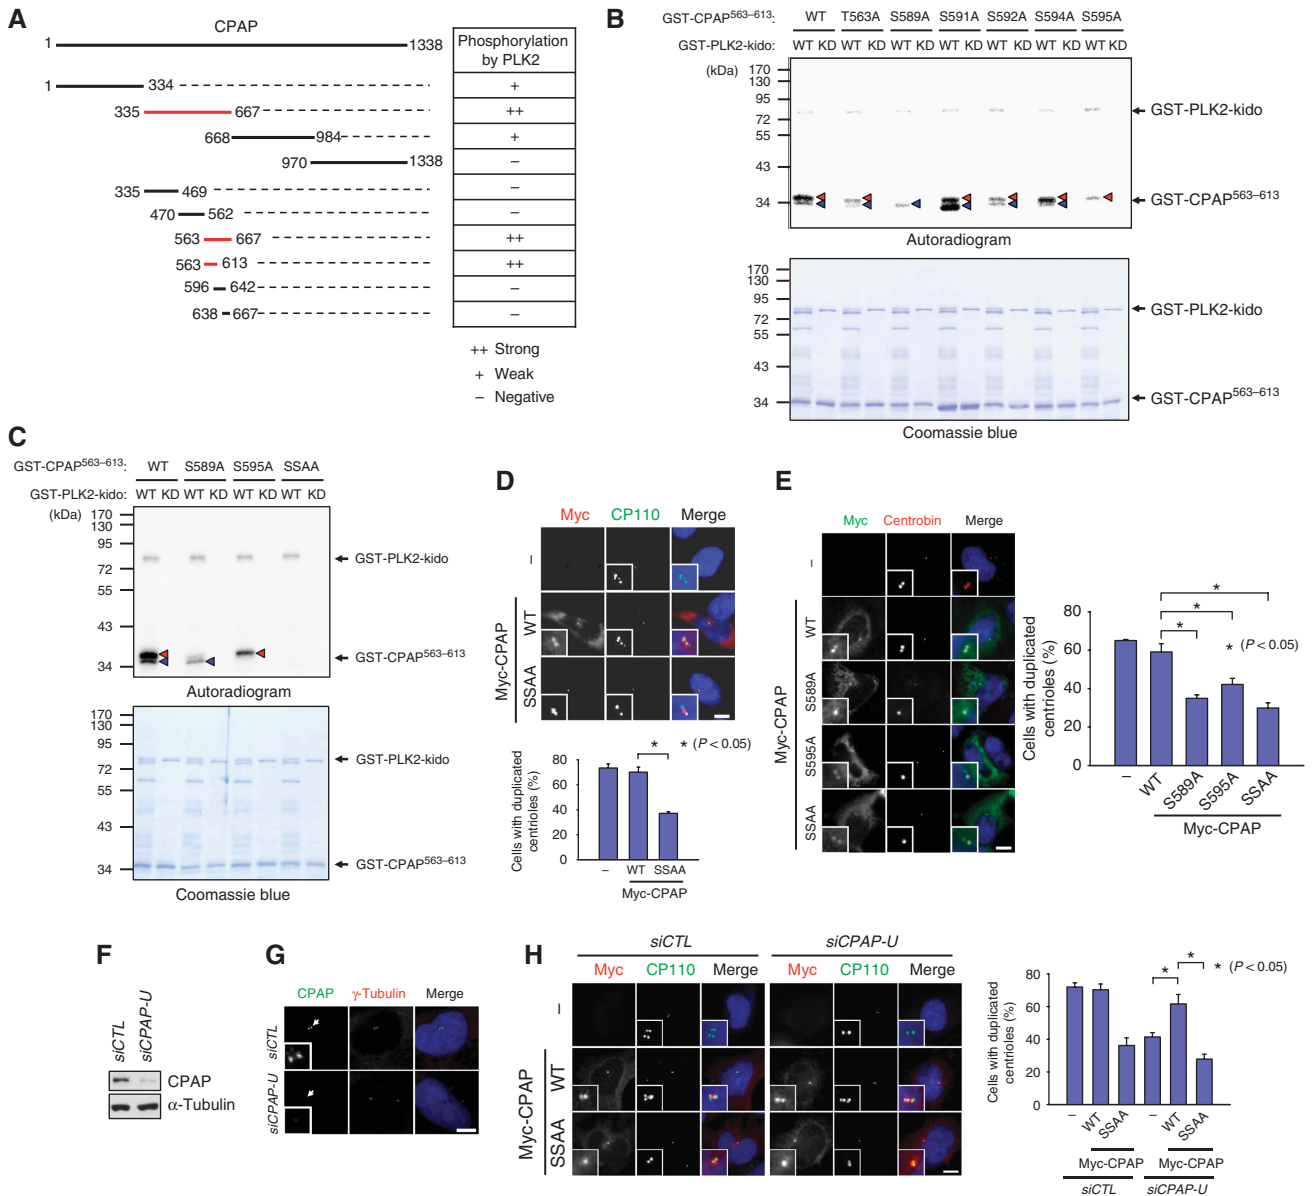 A
CPAP
1 1338
Phosphorylation
by PLK2
1 334 +
335 667 ++
668 984 +
970 1338 –
335 469 –
470 562 –
563 667 ++
563 613 ++
596 642 –
638 667 –
++ Strong
+ Weak
– Negative
B
GST-CPAP563–613: WT T563A S589A S591A S592A S594A S595A
GST-PLK2-kido: WT KD WT KD WT KD WT KD WT KD WT KD WT KD
(kDa)
170
130
95
72
55
43
34
GST-PLK2-kido
GST-CPAP563–613
Autoradiogram
170
130
95
72
55
43
34
GST-PLK2-kido
GST-CPAP563–613
Coomassie blue
C
GST-CPAP563–613: WT S589A S595A SSAA
GST-PLK2-kido: WT KD WT KD WT KD WT KD
(kDa)
170
130
95
72
55
43
34
GST-PLK2-kido
GST-CPAP563–613
Autoradiogram
170
130
95
72
55
43
34
GST-PLK2-kido
GST-CPAP563–613
Coomassie blue
D
Myc CP110 Merge
–
WT
SSAA
Myc-CPAP
* * (P < 0.05)
Cells with duplicated
centrioles (%)
80
60
40
20
0
– WT SSAA
Myc-CPAP
E
Myc Centrobin Merge
–
WT
S589A
S595A
SSAA
Myc-CPAP
*
*
*
* (P < 0.05)
Cells with duplicated
centrioles (%)
80
60
40
20
0
– WT S589A S595A SSAA
Myc-CPAP
F
siCTL siCPAP-U
CPAP
α-Tubulin
G
CPAP γ-Tubulin Merge
siCTL
siCPAP-U
H
siCTL siCPAP-U
Myc CP110 Merge Myc CP110 Merge
–
WT
SSAA
Myc-CPAP
*
* * (P < 0.05)
Cells with duplicated
centrioles (%)
80
60
40
20
0
– WT SSAA – WT SSAA
Myc-CPAP Myc-CPAP
siCTL siCPAP-U